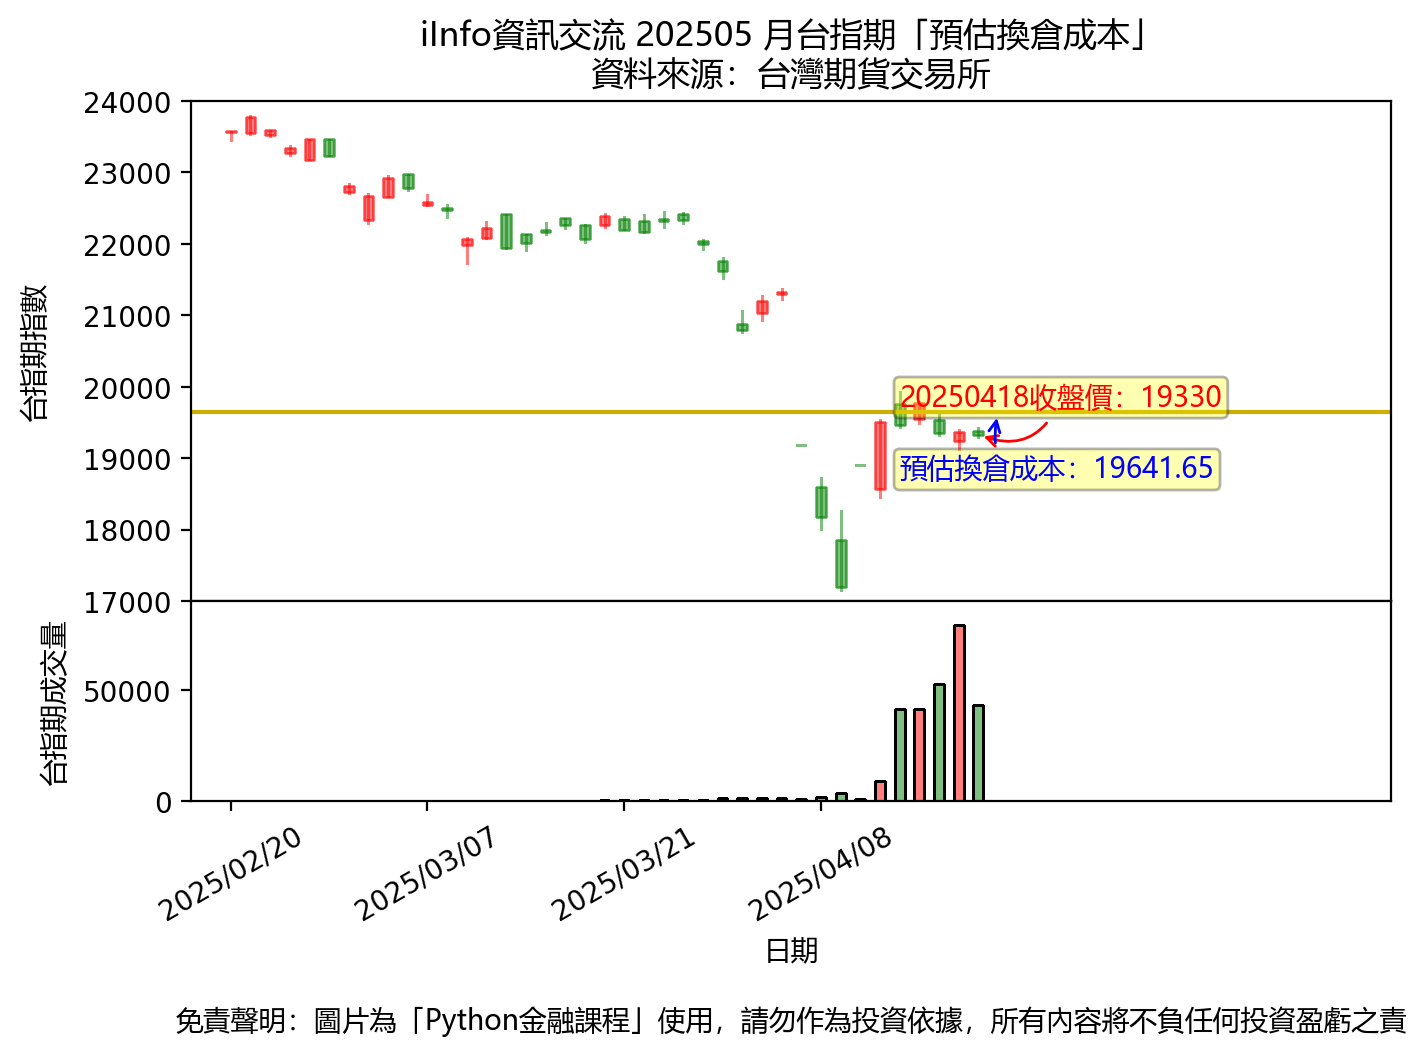 iInfo資訊交流 202505 月台指期「預估換倉成本」
資料來源：台灣期貨交易所
24000
23000
22000
21000
20000
19000
18000
17000
台指期指數
20250418收盤價：19330
預估換倉成本：19641.65
50000
0
台指期成交量
2025/02/20
2025/03/07
2025/03/21
2025/04/08
日期
免責聲明：圖片為「Python金融課程」使用，請勿作為投資依據，所有內容將不負任何投資盈虧之責